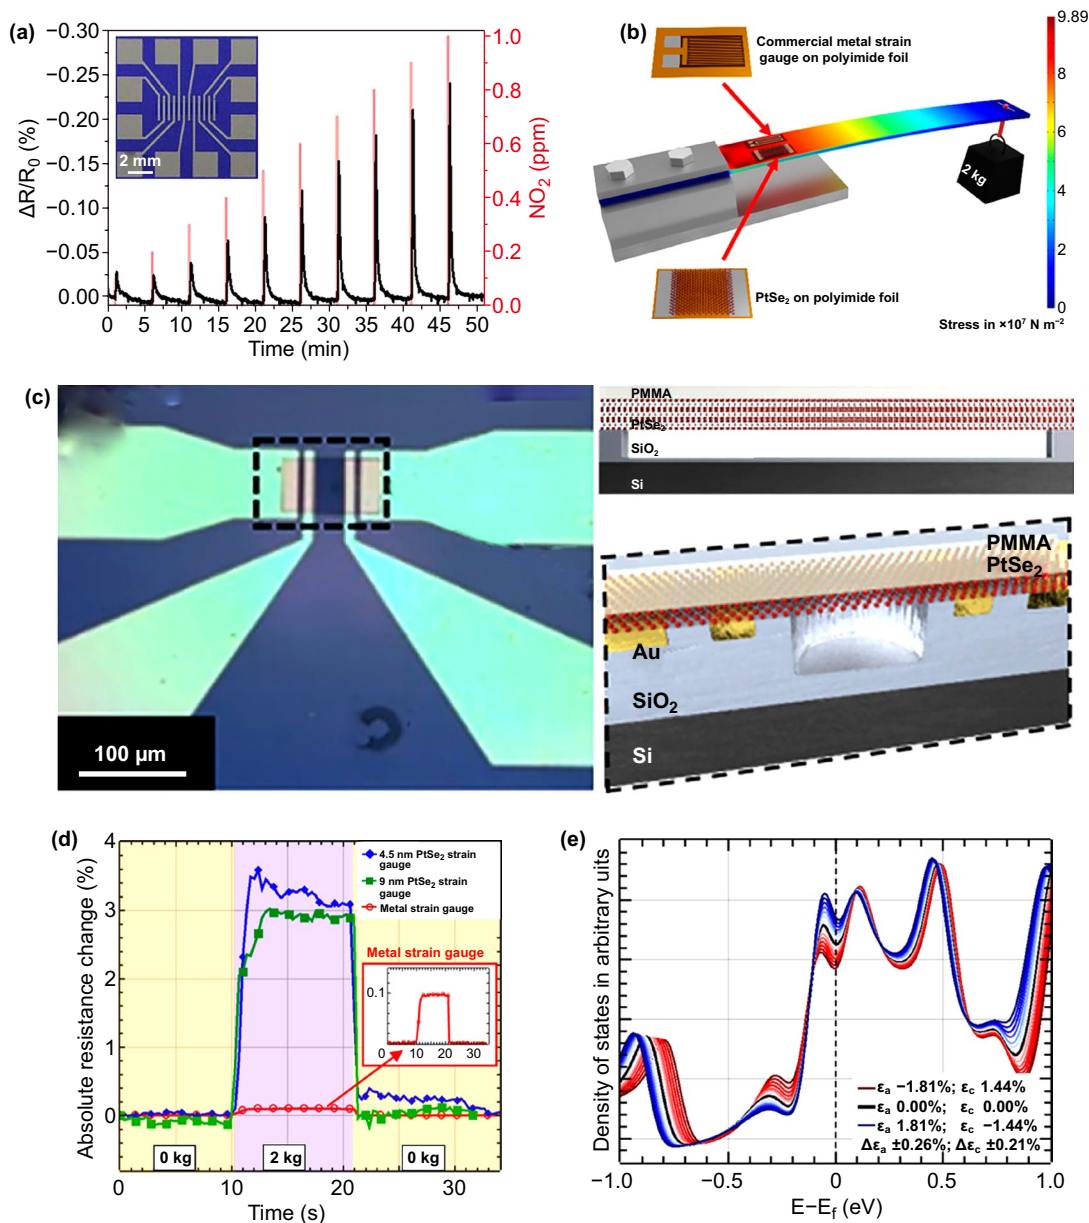 (a)
−0.30
−0.25
−0.20
−0.15
−0.10
−0.05
0.00
ΔR/R₀ (%)
2 mm
1.0
0.8
0.6
0.4
0.2
0.0
NO₂ (ppm)
0 5 10 15 20 25 30 35 40 45 50
Time (min)
(b)
Commercial metal strain
gauge on polyimide foil
2 kg
PtSe₂ on polyimide foil
9.89
8
6
4
2
0
Stress in ×10⁷ N m⁻²
(c)
100 µm
PMMA
PtSe₂
SiO₂
Si
PMMA
PtSe₂
Au
SiO₂
Si
(d)
4
3
2
1
0
Absolute resistance change (%)
4.5 nm PtSe₂ strain
gauge
9 nm PtSe₂ strain
gauge
Metal strain gauge
Metal strain gauge
0.1
0 10 20 30
0 kg
2 kg
0 kg
0 10 20 30
Time (s)
(e)
Density of states in arbitrary uits
εₐ −1.81%; ε꜀ 1.44%
εₐ 0.00%; ε꜀ 0.00%
εₐ 1.81%; ε꜀ −1.44%
Δεₐ ±0.26%; Δε꜀ ±0.21%
−1.0 −0.5 0 0.5 1.0
E−E_f (eV)